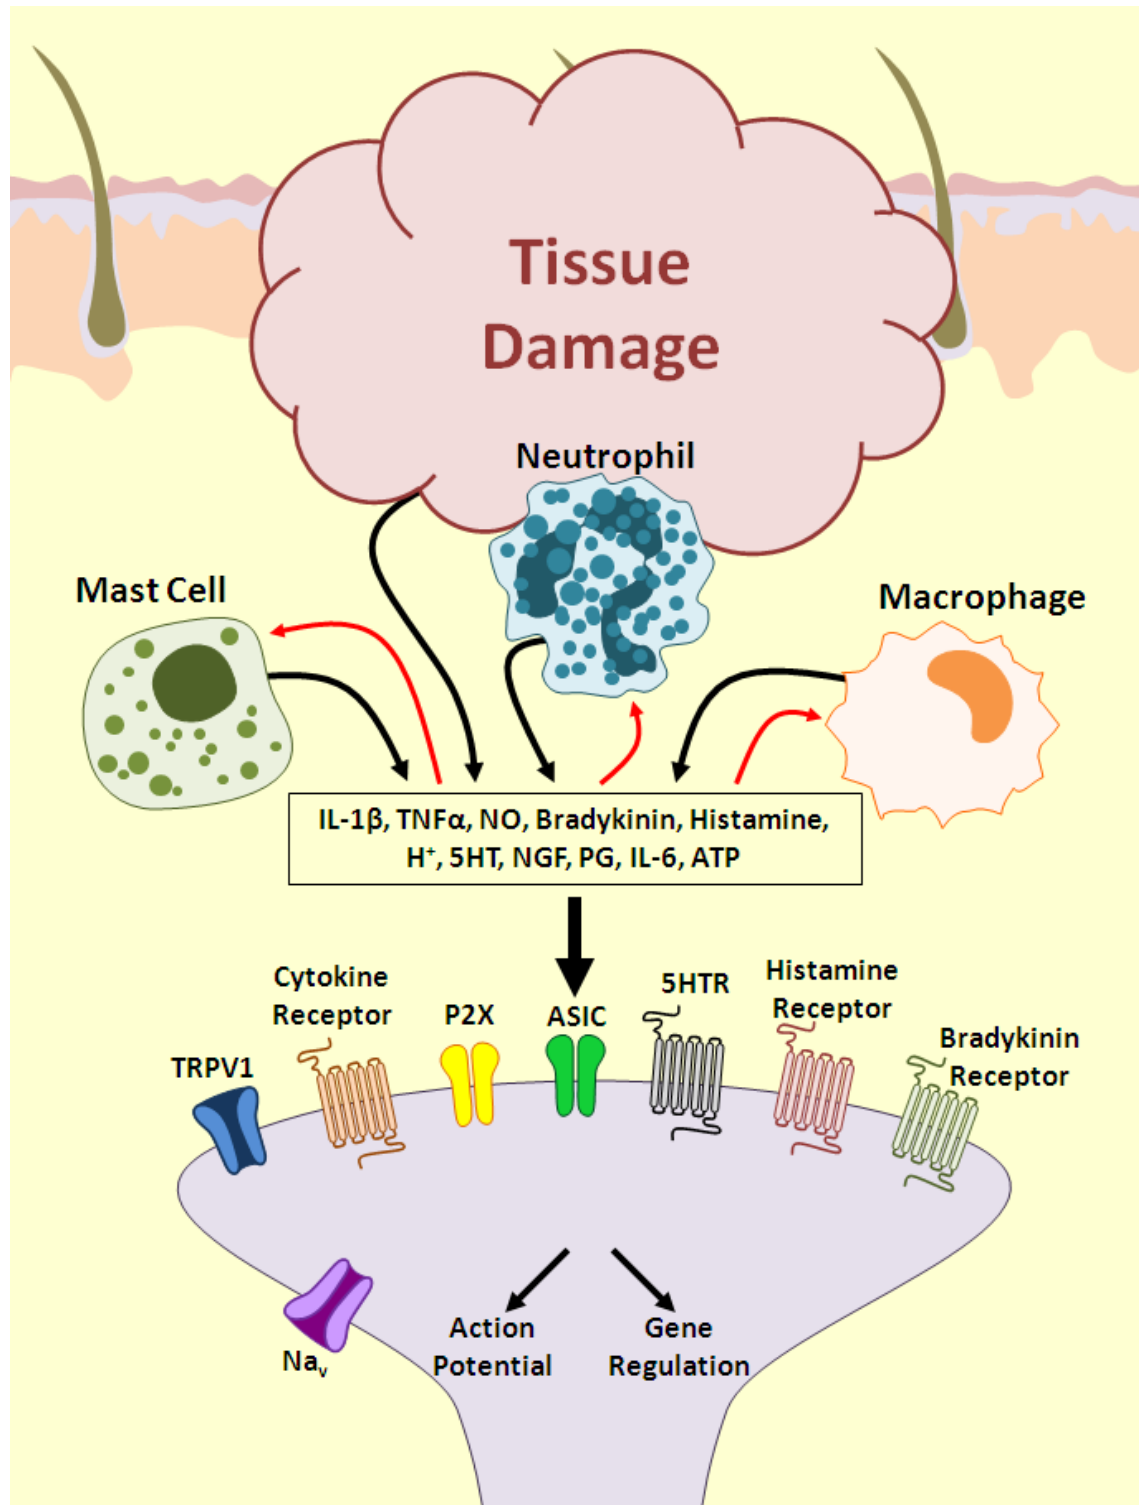 Tissue
Damage
Neutrophil
Mast Cell
Macrophage
IL-1β, TNFα, NO, Bradykinin, Histamine,
H⁺, 5HT, NGF, PG, IL-6, ATP
Cytokine
Receptor
P2X
ASIC
5HTR
Histamine
Receptor
Bradykinin
Receptor
TRPV1
Naᵥ
Action
Potential
Gene
Regulation